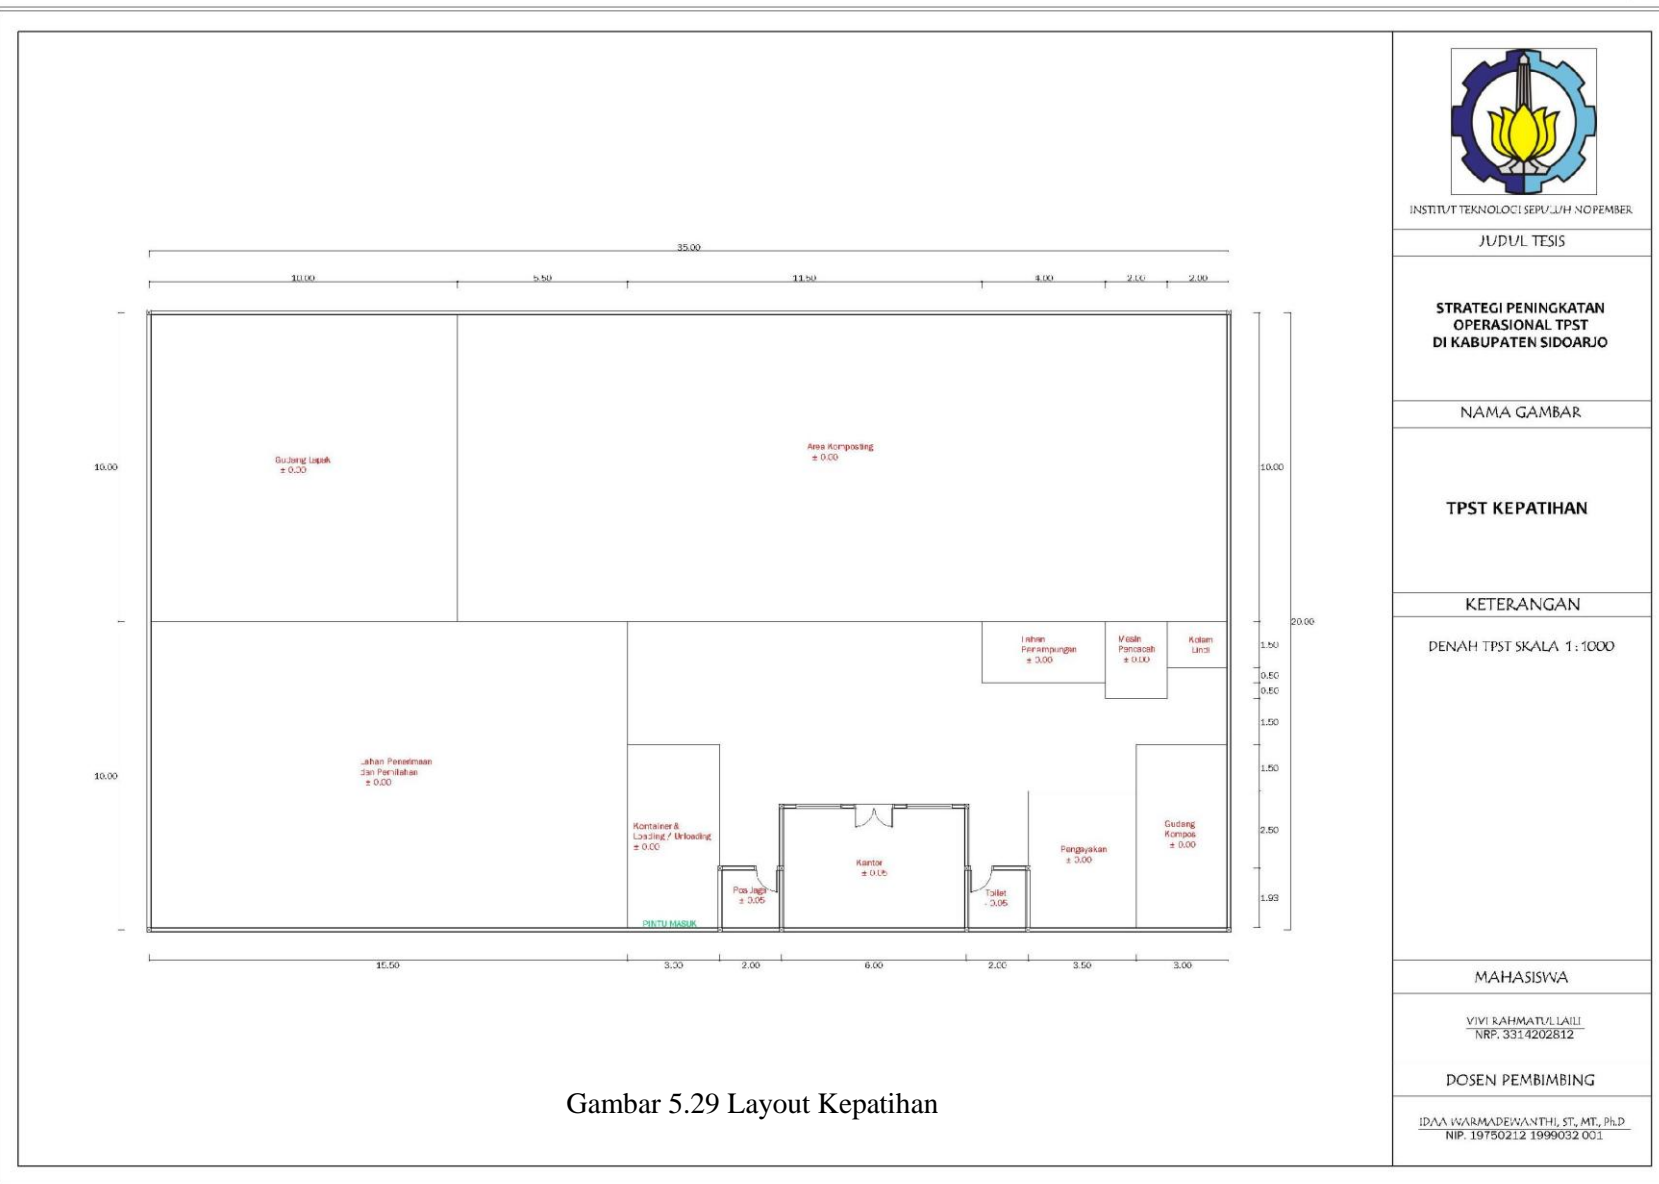 35.00
10.00
5.50
11.50
4.00
2.00
2.00
Gudang Lapak
± 0.00
Area Komposting
± 0.00
10.00
10.00
20.00
Lahan
Penampungan
± 0.00
Mesin
Pencacah
± 0.00
Kolam
Lindi
1.50
0.50
0.50
1.50
1.50
2.50
1.93
10.00
Lahan Penerimaan
dan Pemilahan
± 0.00
Kontainer &
Loading / Unloading
± 0.00
PINTU MASUK
Pos Jaga
± 0.05
Kantor
± 0.05
Toilet
- 0.05
Pengayakan
± 0.00
Gudang
Kompos
± 0.00
15.50
3.00
2.00
6.00
2.00
3.50
3.00
Gambar 5.29 Layout Kepatihan
INSTITUT TEKNOLOGI SEPULUH NOPEMBER
JUDUL TESIS
STRATEGI PENINGKATAN
OPERASIONAL TPST
DI KABUPATEN SIDOARJO
NAMA GAMBAR
TPST KEPATIHAN
KETERANGAN
DENAH TPST SKALA 1 : 1000
MAHASISWA
VIVI RAHMATUL LAILI
NRP. 3314202812
DOSEN PEMBIMBING
IDAA WARMADEWANTHI, ST., MT., Ph.D
NIP. 19750212 1999032 001